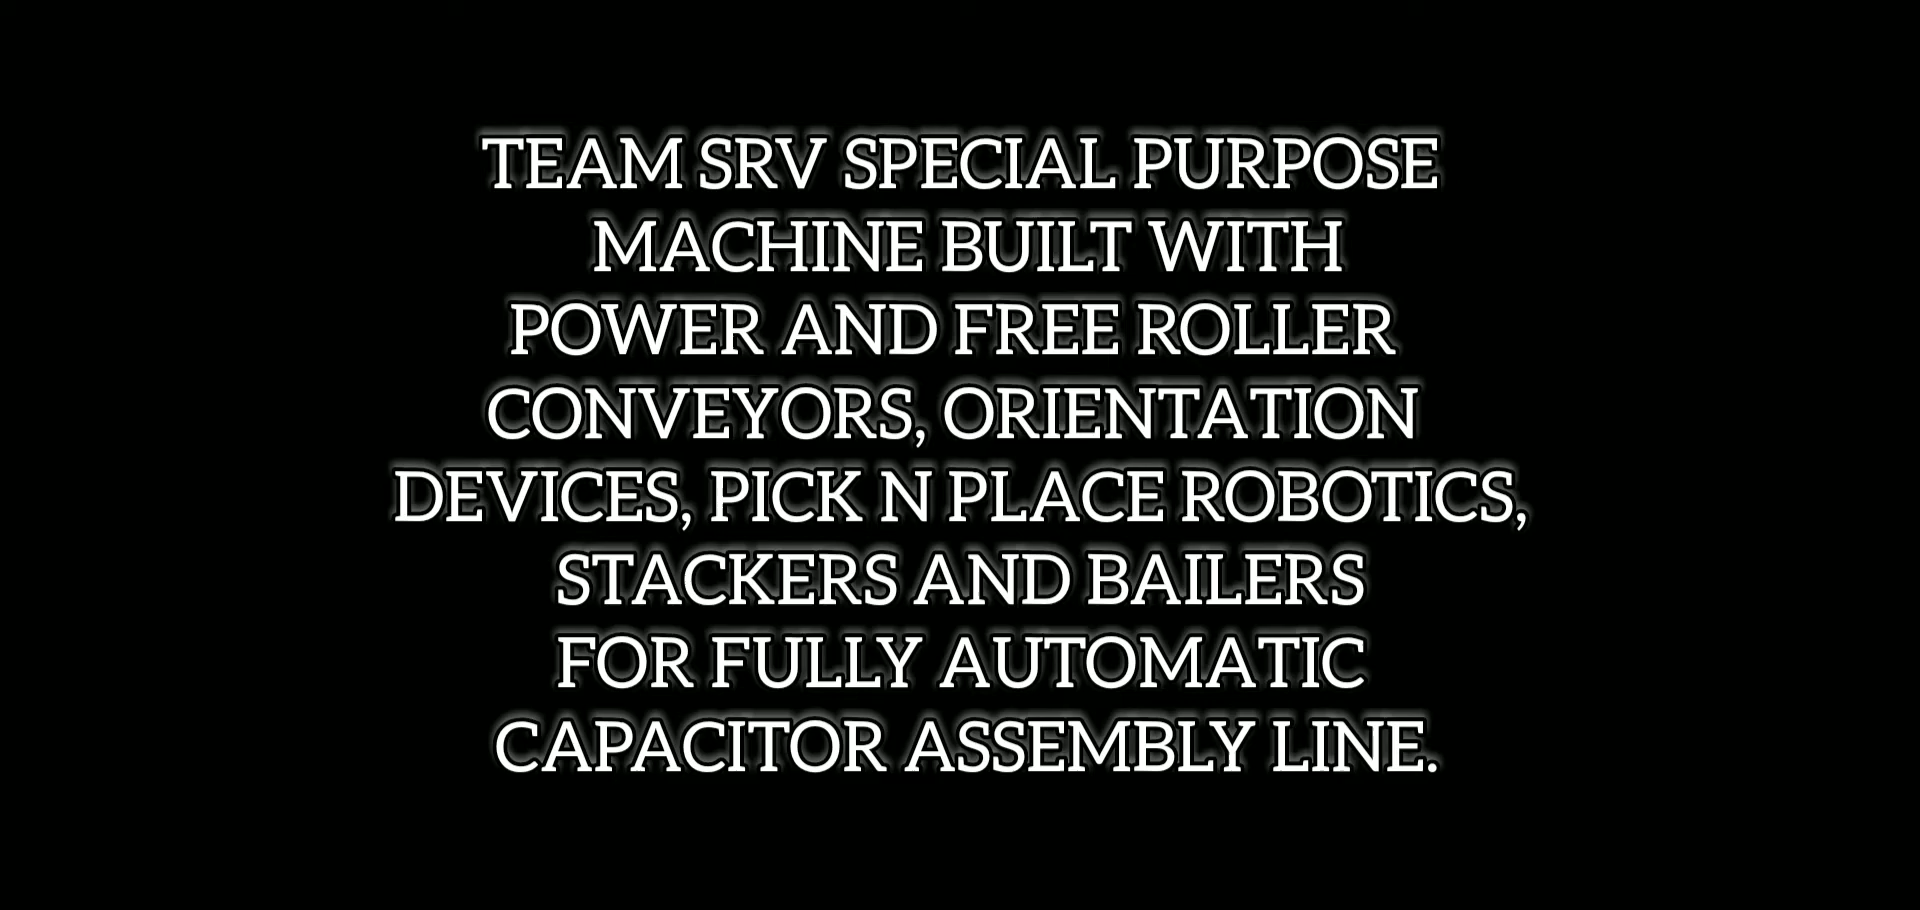 TEAM SRV SPECIAL PURPOSE
MACHINE BUILT WITH
POWER AND FREE ROLLER
CONVEYORS, ORIENTATION
DEVICES, PICK N PLACE ROBOTICS,
STACKERS AND BAILERS
FOR FULLY AUTOMATIC
CAPACITOR ASSEMBLY LINE.